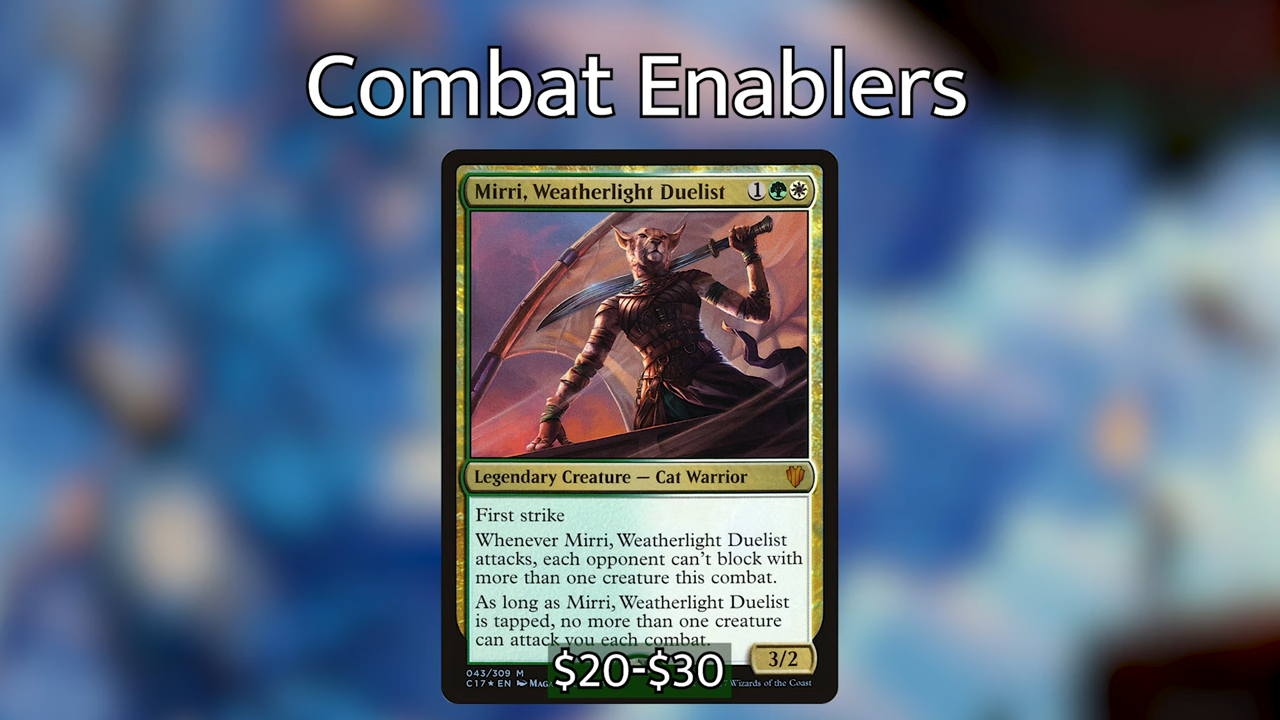 Combat Enablers
Mirri, Weatherlight Duelist 1
Legendary Creature — Cat Warrior
First strike
Whenever Mirri, Weatherlight Duelist
attacks, each opponent can't block with
more than one creature this combat.
As long as Mirri, Weatherlight Duelist
is tapped, no more than one creature
can attack you each combat.
3/2
$20-$30
043/309 M
C17★EN
Wizards of the Coast